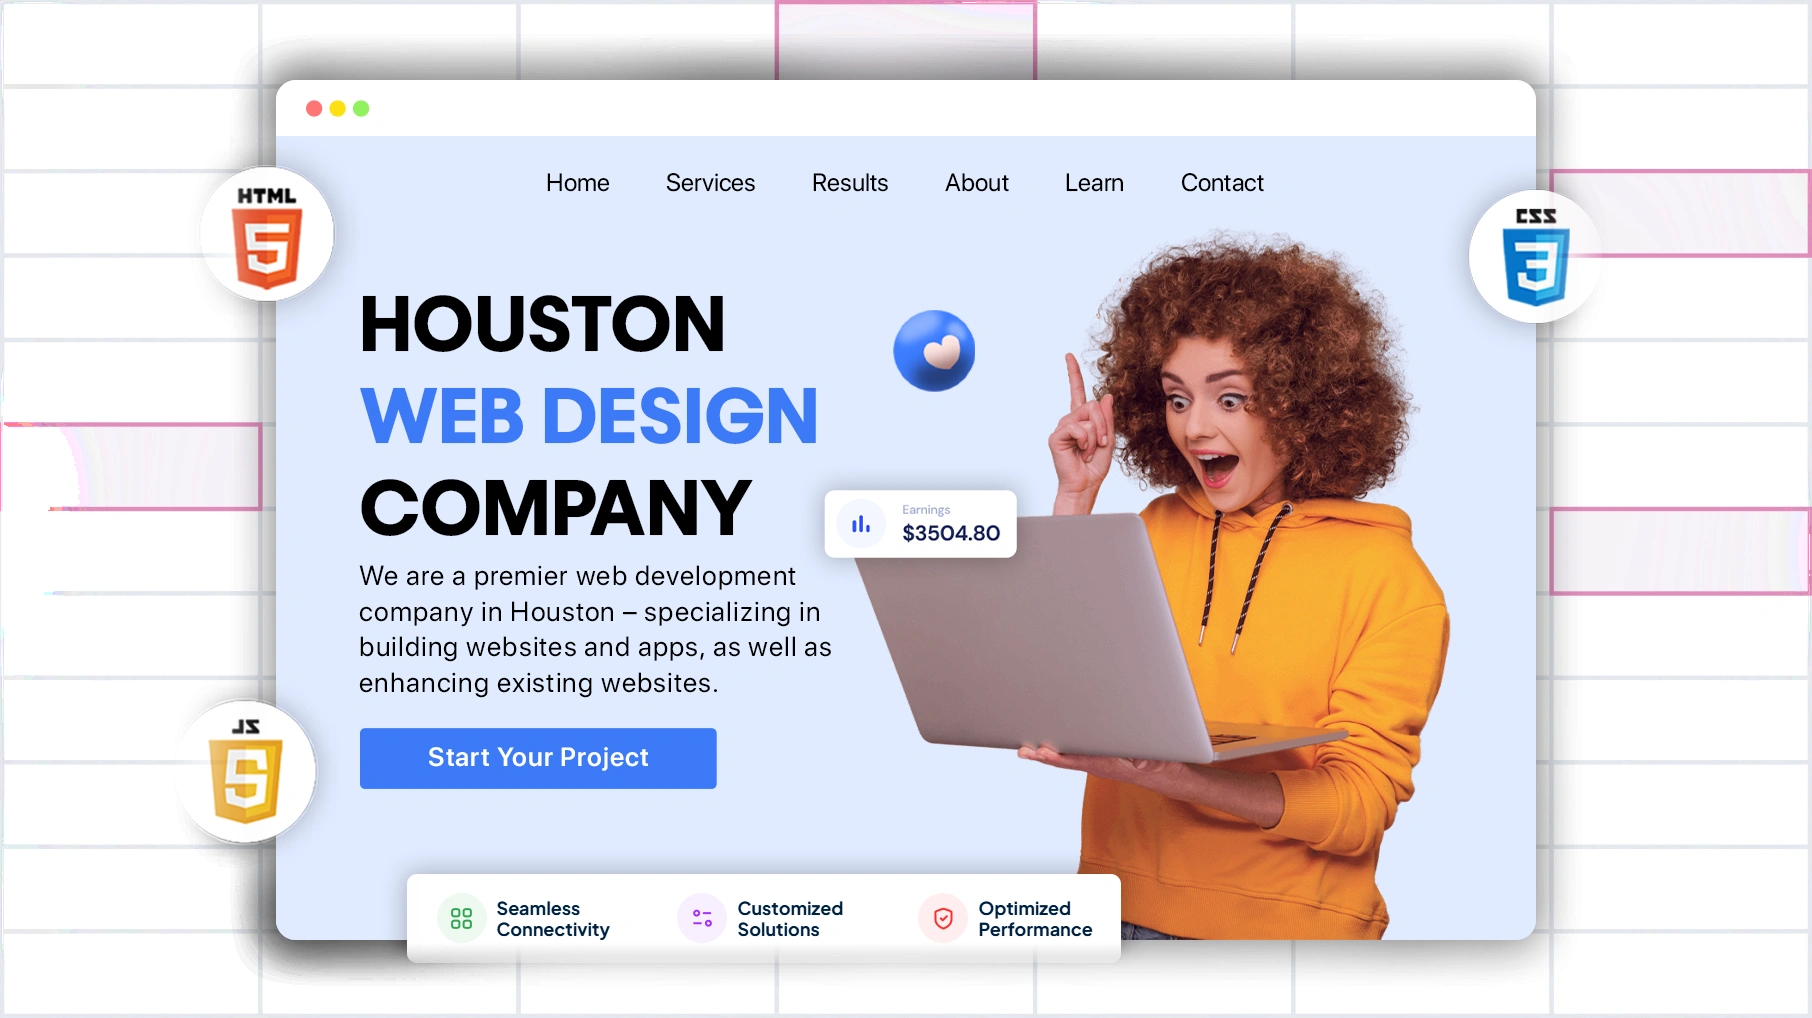 Home Services Results About Learn Contact
HTML
5
CSS
3
HOUSTON
WEB DESIGN
COMPANY
We are a premier web development
company in Houston – specializing in
building websites and apps, as well as
enhancing existing websites.
Earnings
$3504.80
Start Your Project
JS
Seamless
Connectivity
Customized
Solutions
Optimized
Performance